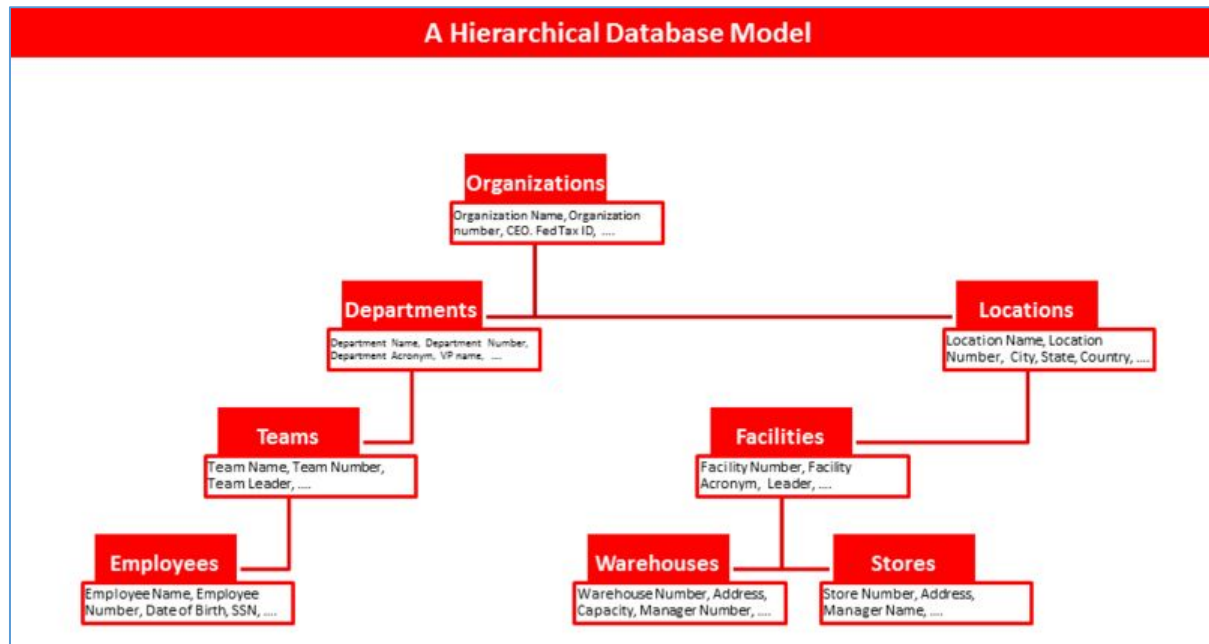 A Hierarchical Database Model
Organizations
Organization Name, Organization
number, CEO. Fed Tax ID, ....
Departments
Department Name, Department Number,
Department Acronym, VP name, ....
Locations
Location Name, Location
Number, City, State, Country, ....
Teams
Team Name, Team Number,
Team Leader, ....
Facilities
Facility Number, Facility
Acronym, Leader, ....
Employees
Employee Name, Employee
Number, Date of Birth, SSN, ....
Warehouses
Warehouse Number, Address,
Capacity, Manager Number, ....
Stores
Store Number, Address,
Manager Name, ....